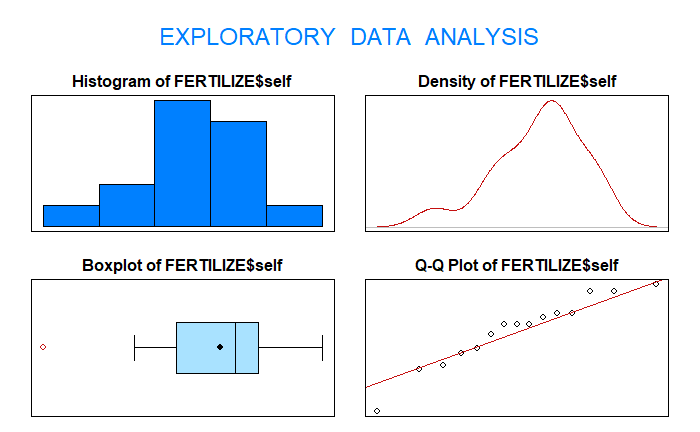 EXPLORATORY DATA ANALYSIS
Histogram of FERTILIZE$self
Density of FERTILIZE$self
Boxplot of FERTILIZE$self
Q-Q Plot of FERTILIZE$self